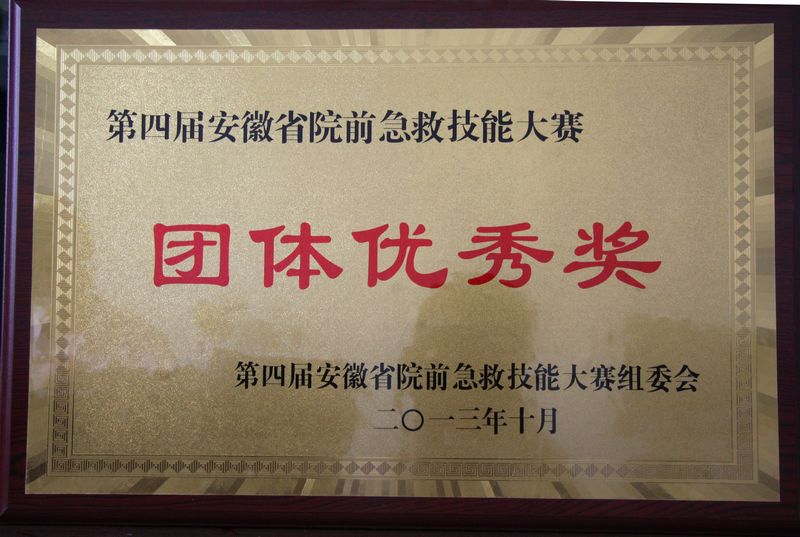 第四届安徽省院前急救技能大赛
团体优秀奖
第四届安徽省院前急救技能大赛组委会
二〇一三年十月